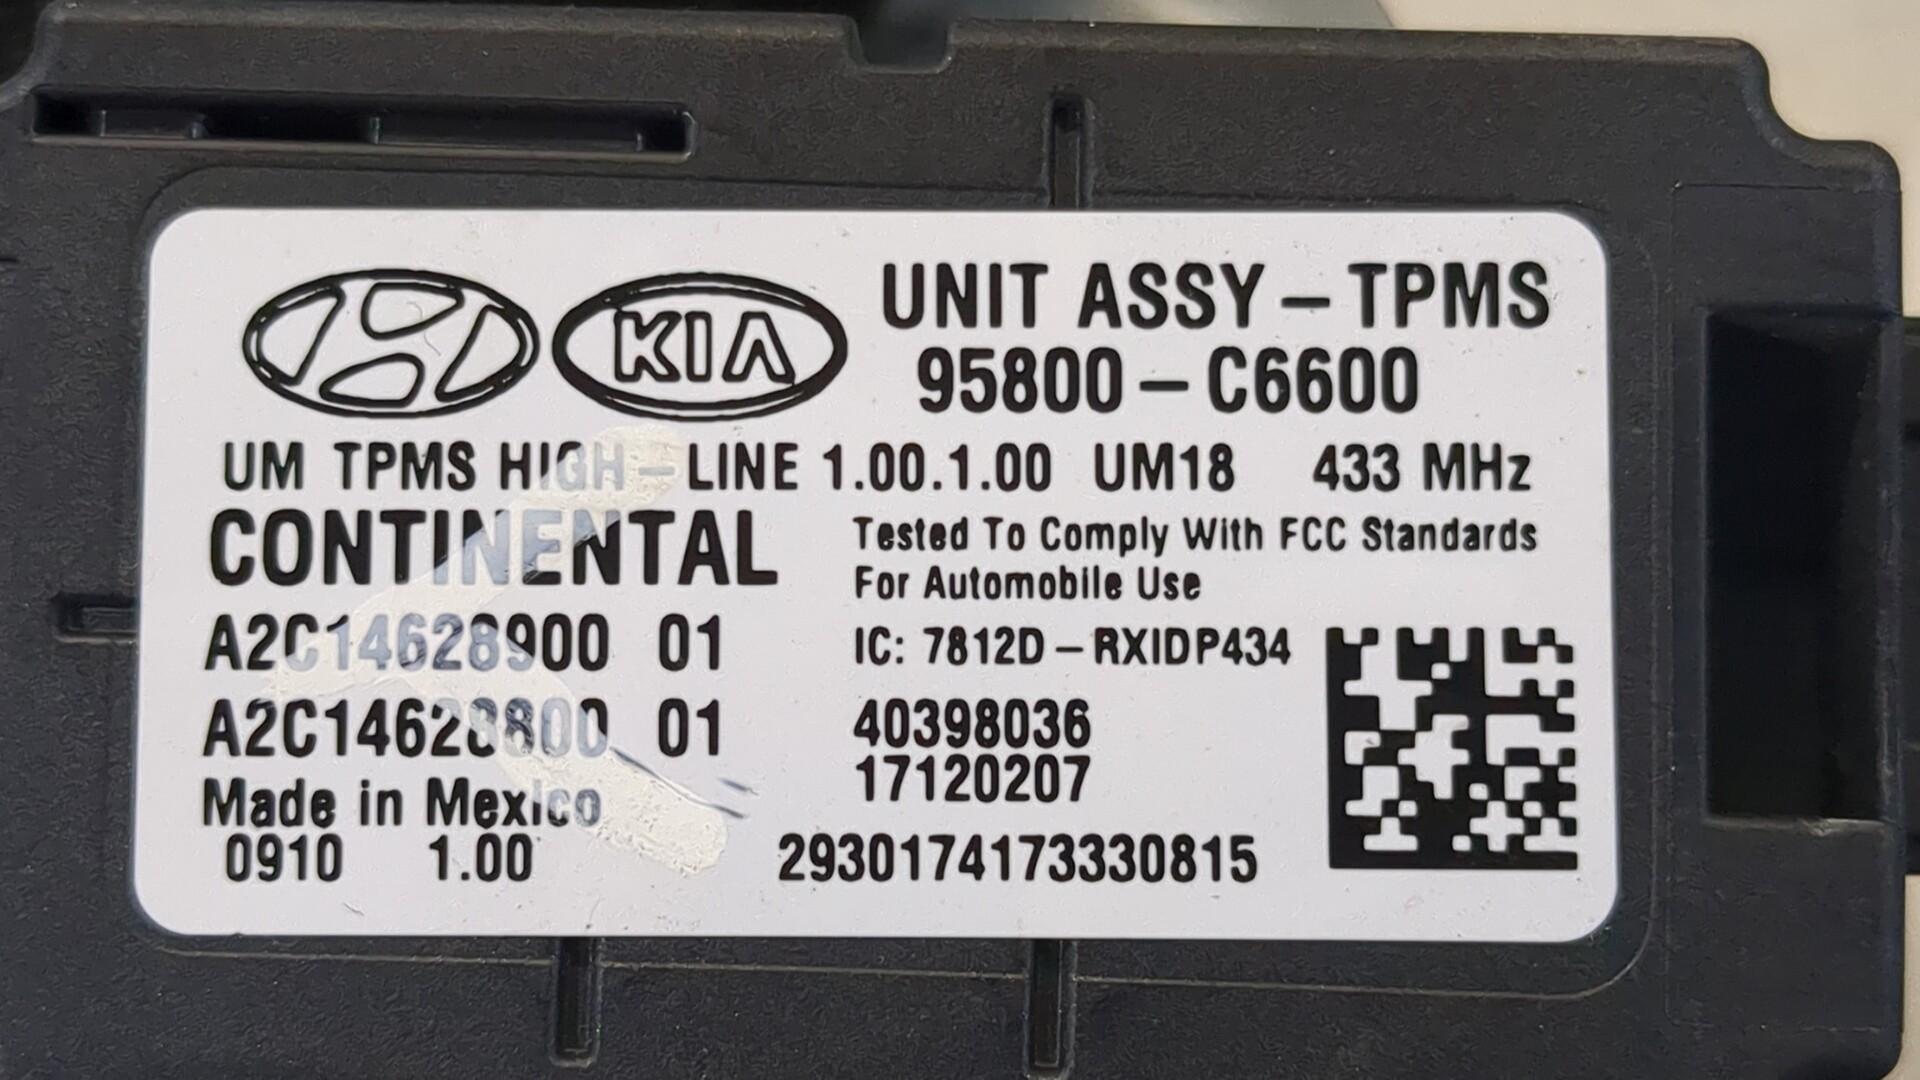 KIA
UNIT ASSY – TPMS
95800 – C6600
UM TPMS HIGH – LINE 1.00.1.00 UM18 433 MHz
CONTINENTAL
Tested To Comply With FCC Standards
For Automobile Use
A2C14628900 01
IC: 7812D – RXIDP434
A2C14628800 01
40398036
17120207
Made in Mexico
0910 1.00
2930174173330815